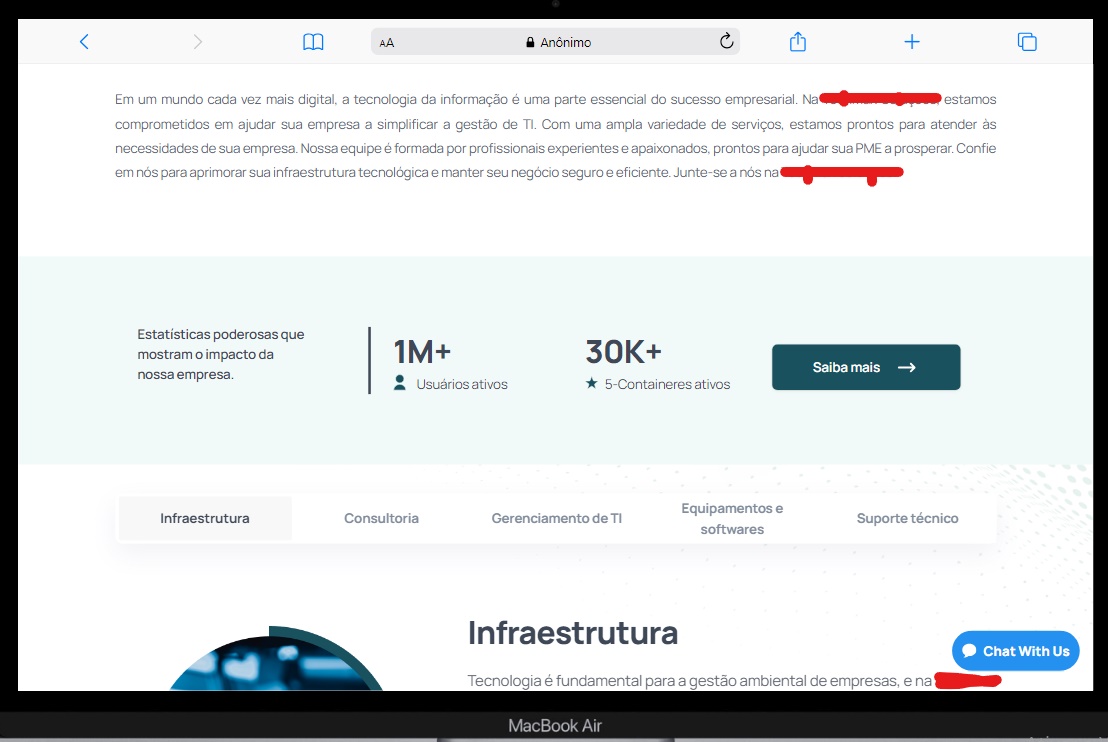 AA Anônimo
Em um mundo cada vez mais digital, a tecnologia da informação é uma parte essencial do sucesso empresarial. Na estamos
comprometidos em ajudar sua empresa a simplificar a gestão de TI. Com uma ampla variedade de serviços, estamos prontos para atender às
necessidades de sua empresa. Nossa equipe é formada por profissionais experientes e apaixonados, prontos para ajudar sua PME a prosperar. Confie
em nós para aprimorar sua infraestrutura tecnológica e manter seu negócio seguro e eficiente. Junte-se a nós na
Estatísticas poderosas que
mostram o impacto da
nossa empresa.
1M+
Usuários ativos
30K+
5-Containeres ativos
Saiba mais
Infraestrutura
Consultoria
Gerenciamento de TI
Equipamentos e
softwares
Suporte técnico
Infraestrutura
Tecnologia é fundamental para a gestão ambiental de empresas, e na
Chat With Us
MacBook Air